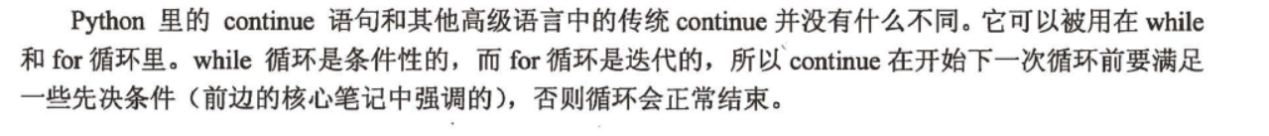 Python 里的 continue 语句和其他高级语言中的传统 continue 并没有什么不同。它可以被用在 while
和 for 循环里。while 循环是条件性的，而 for 循环是迭代的，所以 continue 在开始下一次循环前要满足
一些先决条件（前边的核心笔记中强调的），否则循环会正常结束。